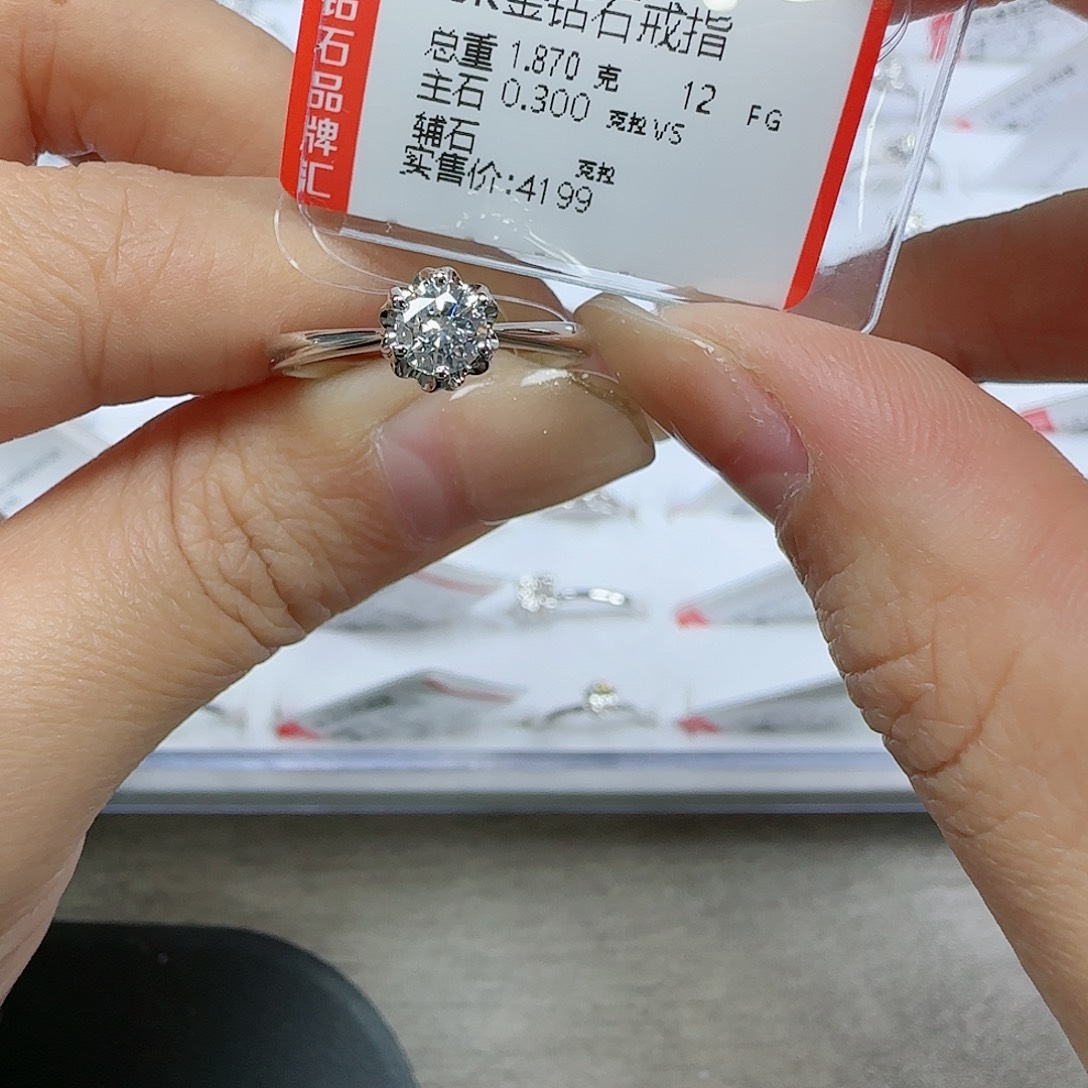 钻石品牌汇
金钻石戒指
总重 1.870 克 12 FG
主石 0.300 克拉 VS
辅石 克拉
实售价:4199